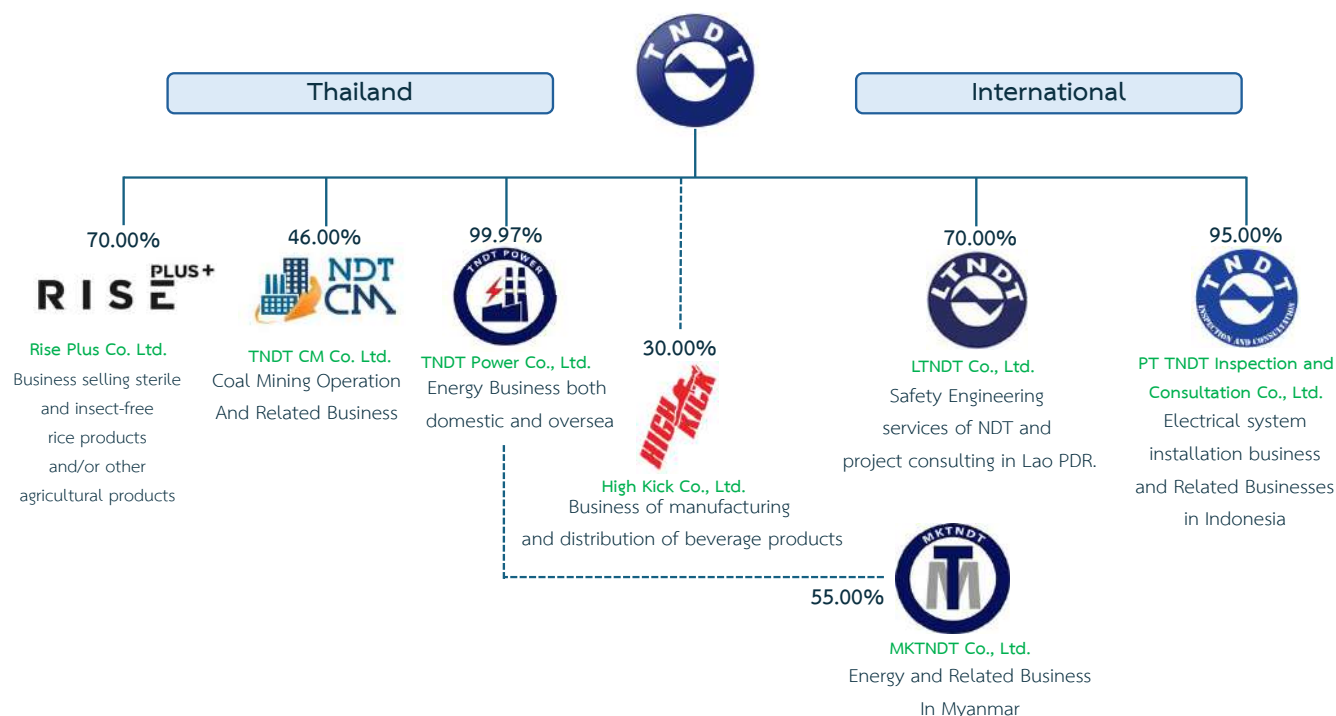 TNDT
Thailand
International
70.00%
RISE PLUS+
Rise Plus Co. Ltd.
Business selling sterile
and insect-free
rice products
and/or other
agricultural products
46.00%
NDT
CM
TNDT CM Co. Ltd.
Coal Mining Operation
And Related Business
99.97%
TNDT POWER
TNDT Power Co., Ltd.
Energy Business both
domestic and oversea
30.00%
HIGH
KICK
High Kick Co., Ltd.
Business of manufacturing
and distribution of beverage products
70.00%
LTNDT
LTNDT Co., Ltd.
Safety Engineering
services of NDT and
project consulting in Lao PDR.
95.00%
TNDT
INSPECTION AND CONSULTATION
PT TNDT Inspection and
Consultation Co., Ltd.
Electrical system
installation business
and Related Businesses
in Indonesia
55.00%
MKTNDT
TM
MKTNDT Co., Ltd.
Energy and Related Business
In Myanmar